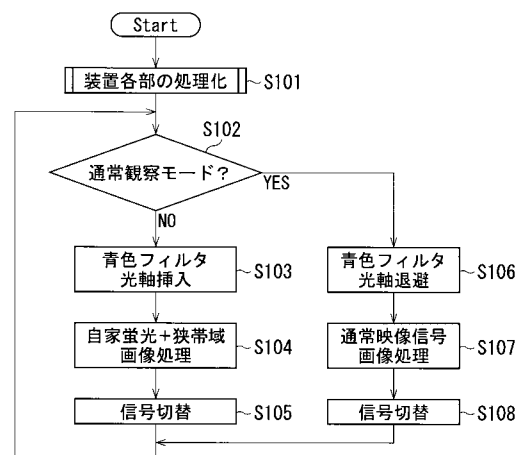 Start
装置各部の処理化
S101
S102
通常観察モード?
YES
NO
青色フィルタ
光軸挿入
S103
青色フィルタ
光軸退避
S106
自家蛍光+狭帯域
画像処理
S104
通常映像信号
画像処理
S107
信号切替
S105
信号切替
S108